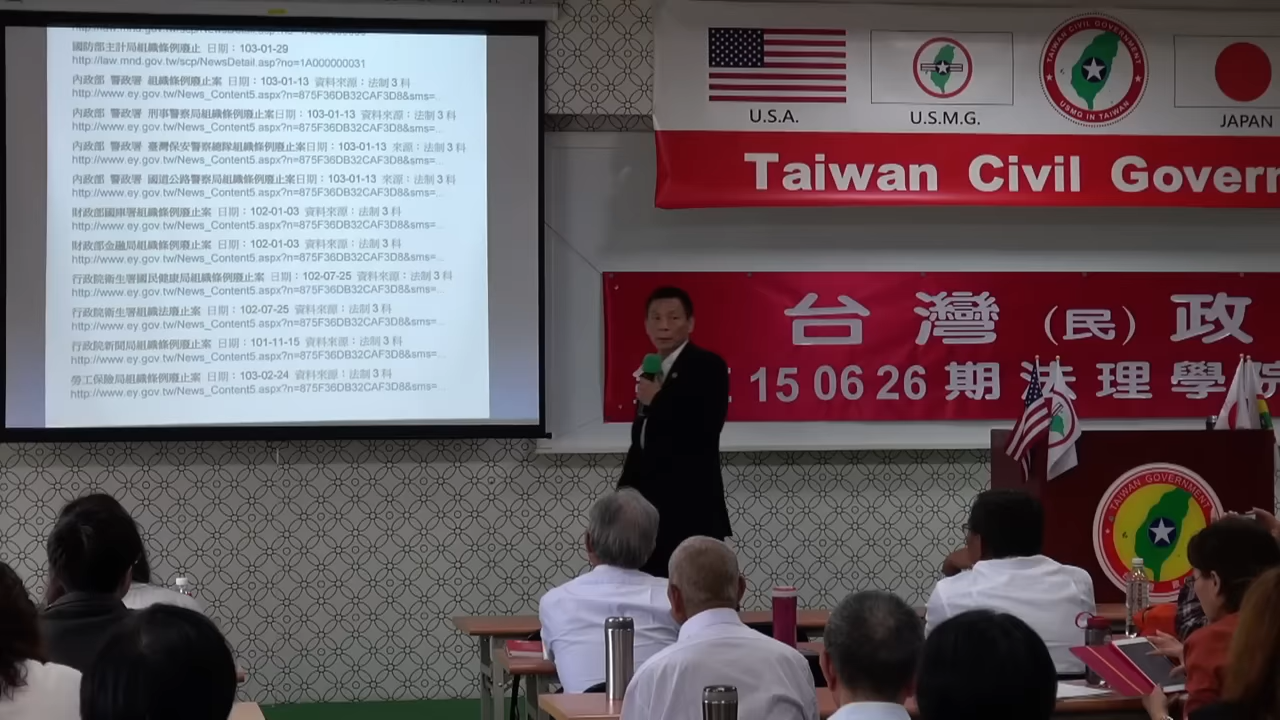 國防部主計局組織條例廢止 日期：103-01-29
http://law.mnd.gov.tw/scp/NewsDetail.asp?no=1A000000031
內政部 警政署 組織條例廢止案 日期：103-01-13 資料來源：法制3科
http://www.ey.gov.tw/News_Content5.aspx?n=875F36DB32CAF3D8&sms=...
內政部 警政署 刑事警察局組織條例廢止案日期：103-01-13 資料來源：法制3科
http://www.ey.gov.tw/News_Content5.aspx?n=875F36DB32CAF3D8&sms=...
內政部 警政署 臺灣保安警察總隊組織條例廢止案日期：103-01-13 來源：法制3科
http://www.ey.gov.tw/News_Content5.aspx?n=875F36DB32CAF3D8&sms=...
內政部 警政署 國道公路警察局組織條例廢止案日期：103-01-13 資料來源：法制3科
http://www.ey.gov.tw/News_Content5.aspx?n=875F36DB32CAF3D8&sms=...
財政部國庫署組織條例廢止案 日期：102-01-03 資料來源：法制3科
http://www.ey.gov.tw/News_Content5.aspx?n=875F36DB32CAF3D8&sms=...
財政部金融局組織條例廢止案 日期：102-01-03 資料來源：法制3科
http://www.ey.gov.tw/News_Content5.aspx?n=875F36DB32CAF3D8&sms=...
行政院衛生署國民健康局組織條例廢止案 日期：102-07-25 資料來源：法制3科
http://www.ey.gov.tw/News_Content5.aspx?n=875F36DB32CAF3D8&sms=...
行政院衛生署組織法廢止案 日期：102-07-25 資料來源：法制3科
http://www.ey.gov.tw/News_Content5.aspx?n=875F36DB32CAF3D8&sms=...
行政院新聞局組織條例廢止案 日期：101-11-15 資料來源：法制3科
http://www.ey.gov.tw/News_Content5.aspx?n=875F36DB32CAF3D8&sms=...
勞工保險局組織條例廢止案 日期：103-02-24 資料來源：法制3科
http://www.ey.gov.tw/News_Content5.aspx?n=875F36DB32CAF3D8&sms=...
U.S.A.
U.S.M.G.
TAIWAN CIVIL GOVERNMENT
USMG IN TAIWAN
JAPAN
Taiwan Civil Govern
台灣（民）政
15 06 26 期法理學院
TAIWAN GOVERNMENT